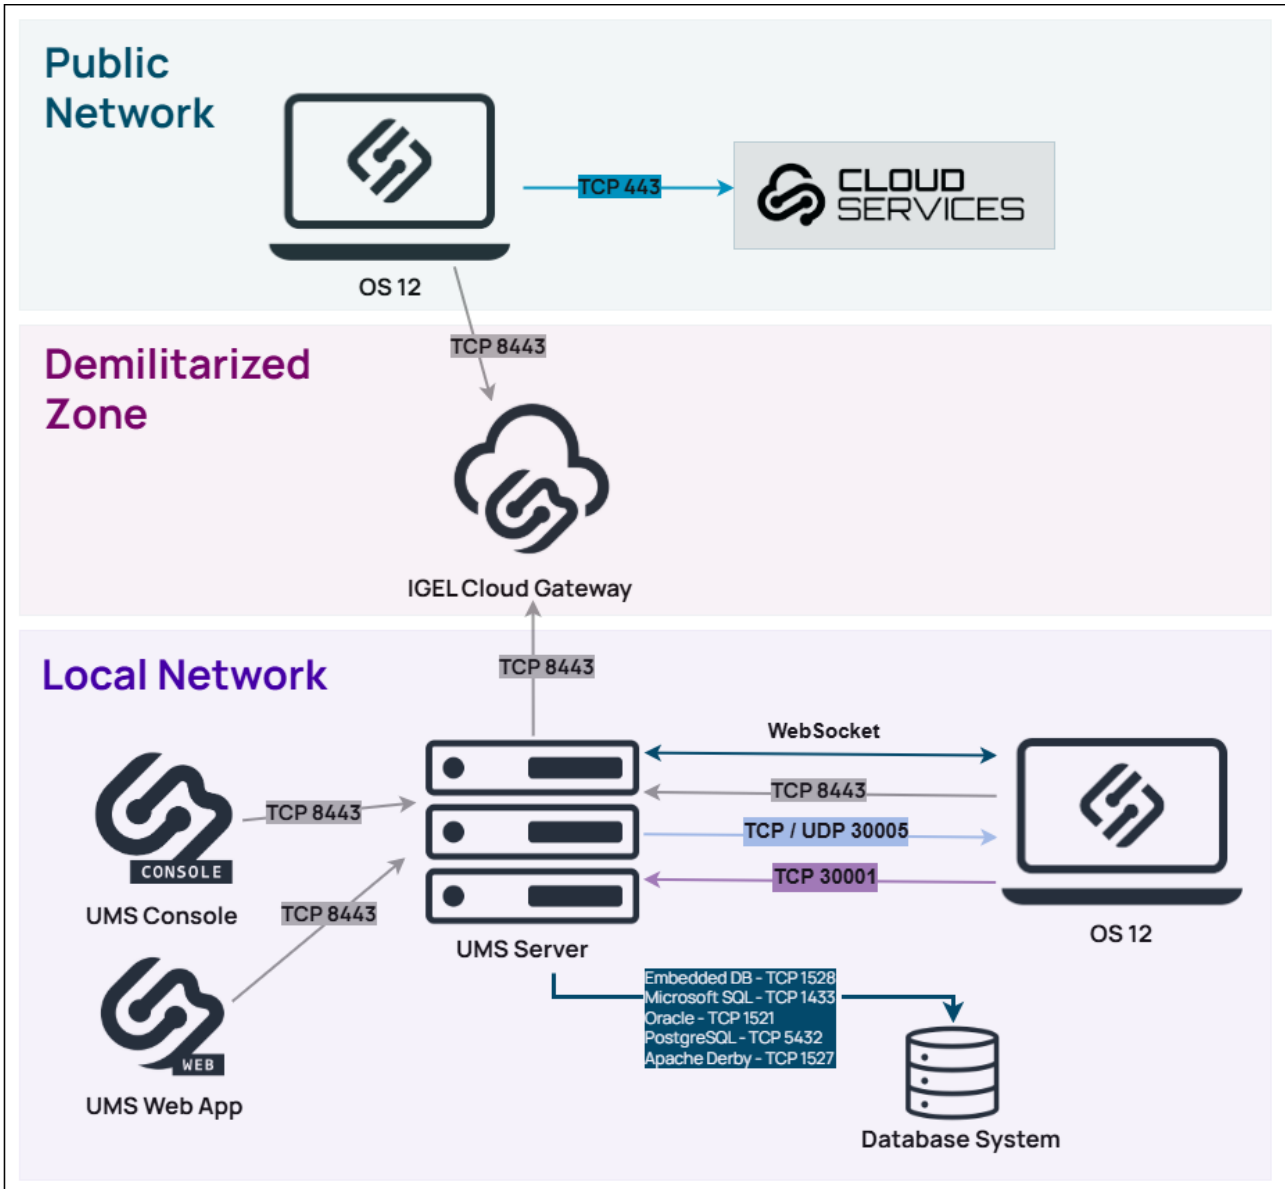 Public
Network
TCP 443
CLOUD
SERVICES
OS 12
TCP 8443
Demilitarized
Zone
IGEL Cloud Gateway
TCP 8443
Local Network
WebSocket
TCP 8443
TCP / UDP 30005
TCP 30001
TCP 8443
CONSOLE
UMS Console
TCP 8443
UMS Server
OS 12
WEB
UMS Web App
Embedded DB - TCP 1528
Microsoft SQL - TCP 1433
Oracle - TCP 1521
PostgreSQL - TCP 5432
Apache Derby - TCP 1527
Database System